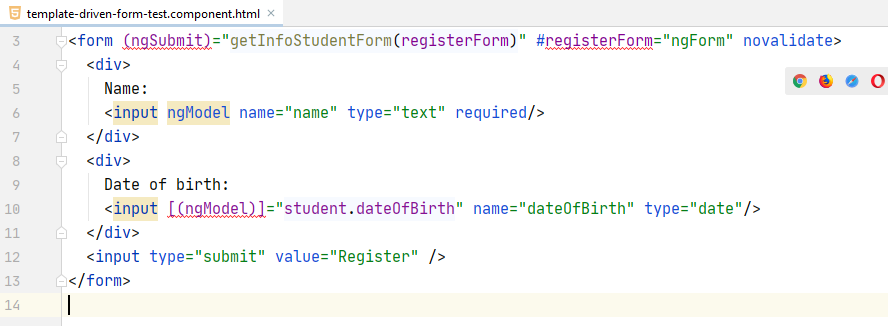 template-driven-form-test.component.html
3 <form (ngSubmit)="getInfoStudentForm(registerForm)" #registerForm="ngForm" novalidate>
4 <div>
5 Name:
6 <input ngModel name="name" type="text" required/>
7 </div>
8 <div>
9 Date of birth:
10 <input [(ngModel)]="student.dateOfBirth" name="dateOfBirth" type="date"/>
11 </div>
12 <input type="submit" value="Register" />
13 </form>
14